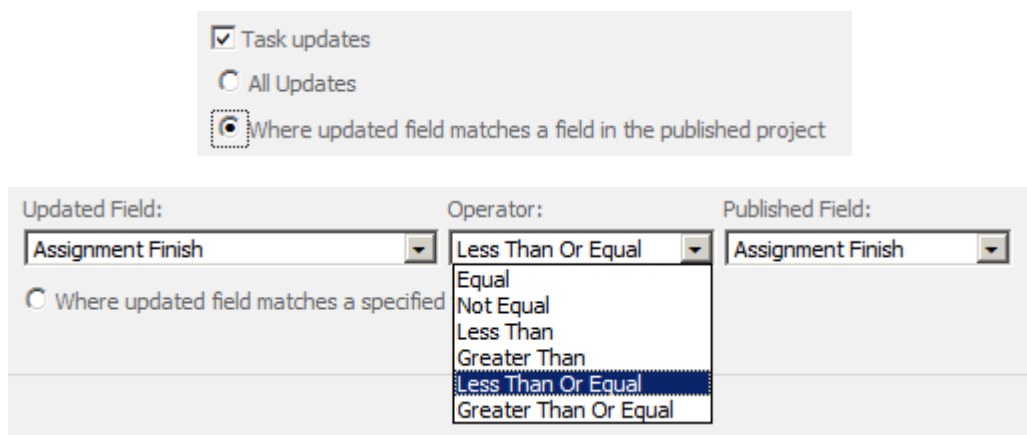 Task updates
All Updates
Where updated field matches a field in the published project
Updated Field: Operator: Published Field:
Assignment Finish Less Than Or Equal Assignment Finish
Equal
Where updated field matches a specified
Not Equal
Less Than
Greater Than
Less Than Or Equal
Greater Than Or Equal